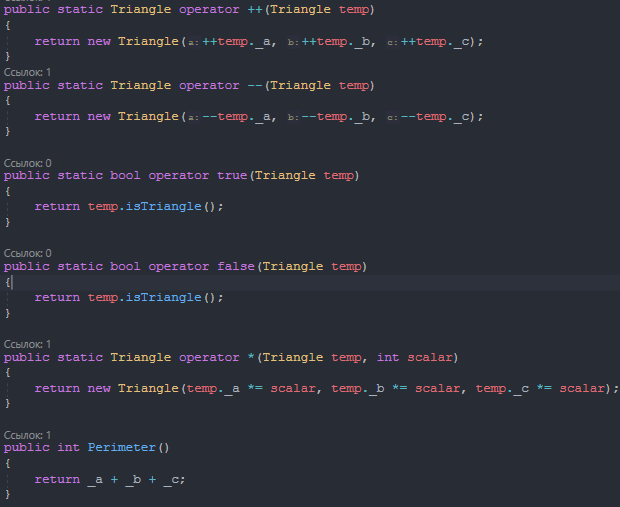 public static Triangle operator ++(Triangle temp)
{
return new Triangle(a:++temp._a, b:++temp._b, c:++temp._c);
}
Ссылок: 1
public static Triangle operator --(Triangle temp)
{
return new Triangle(a:--temp._a, b:--temp._b, c:--temp._c);
}
Ссылок: 0
public static bool operator true(Triangle temp)
{
return temp.isTriangle();
}
Ссылок: 0
public static bool operator false(Triangle temp)
{
return temp.isTriangle();
}
Ссылок: 1
public static Triangle operator *(Triangle temp, int scalar)
{
return new Triangle(temp._a *= scalar, temp._b *= scalar, temp._c *= scalar);
}
Ссылок: 1
public int Perimeter()
{
return _a + _b + _c;
}